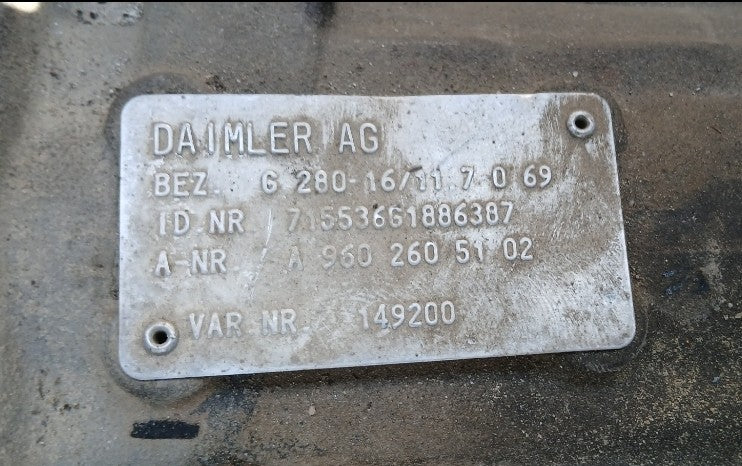 DAIMLER AG
BEZ. G 280-16/11.7-0.69
ID.NR. 71553661886387
A-NR. A 960 260 51 02
VAR NR. 149200